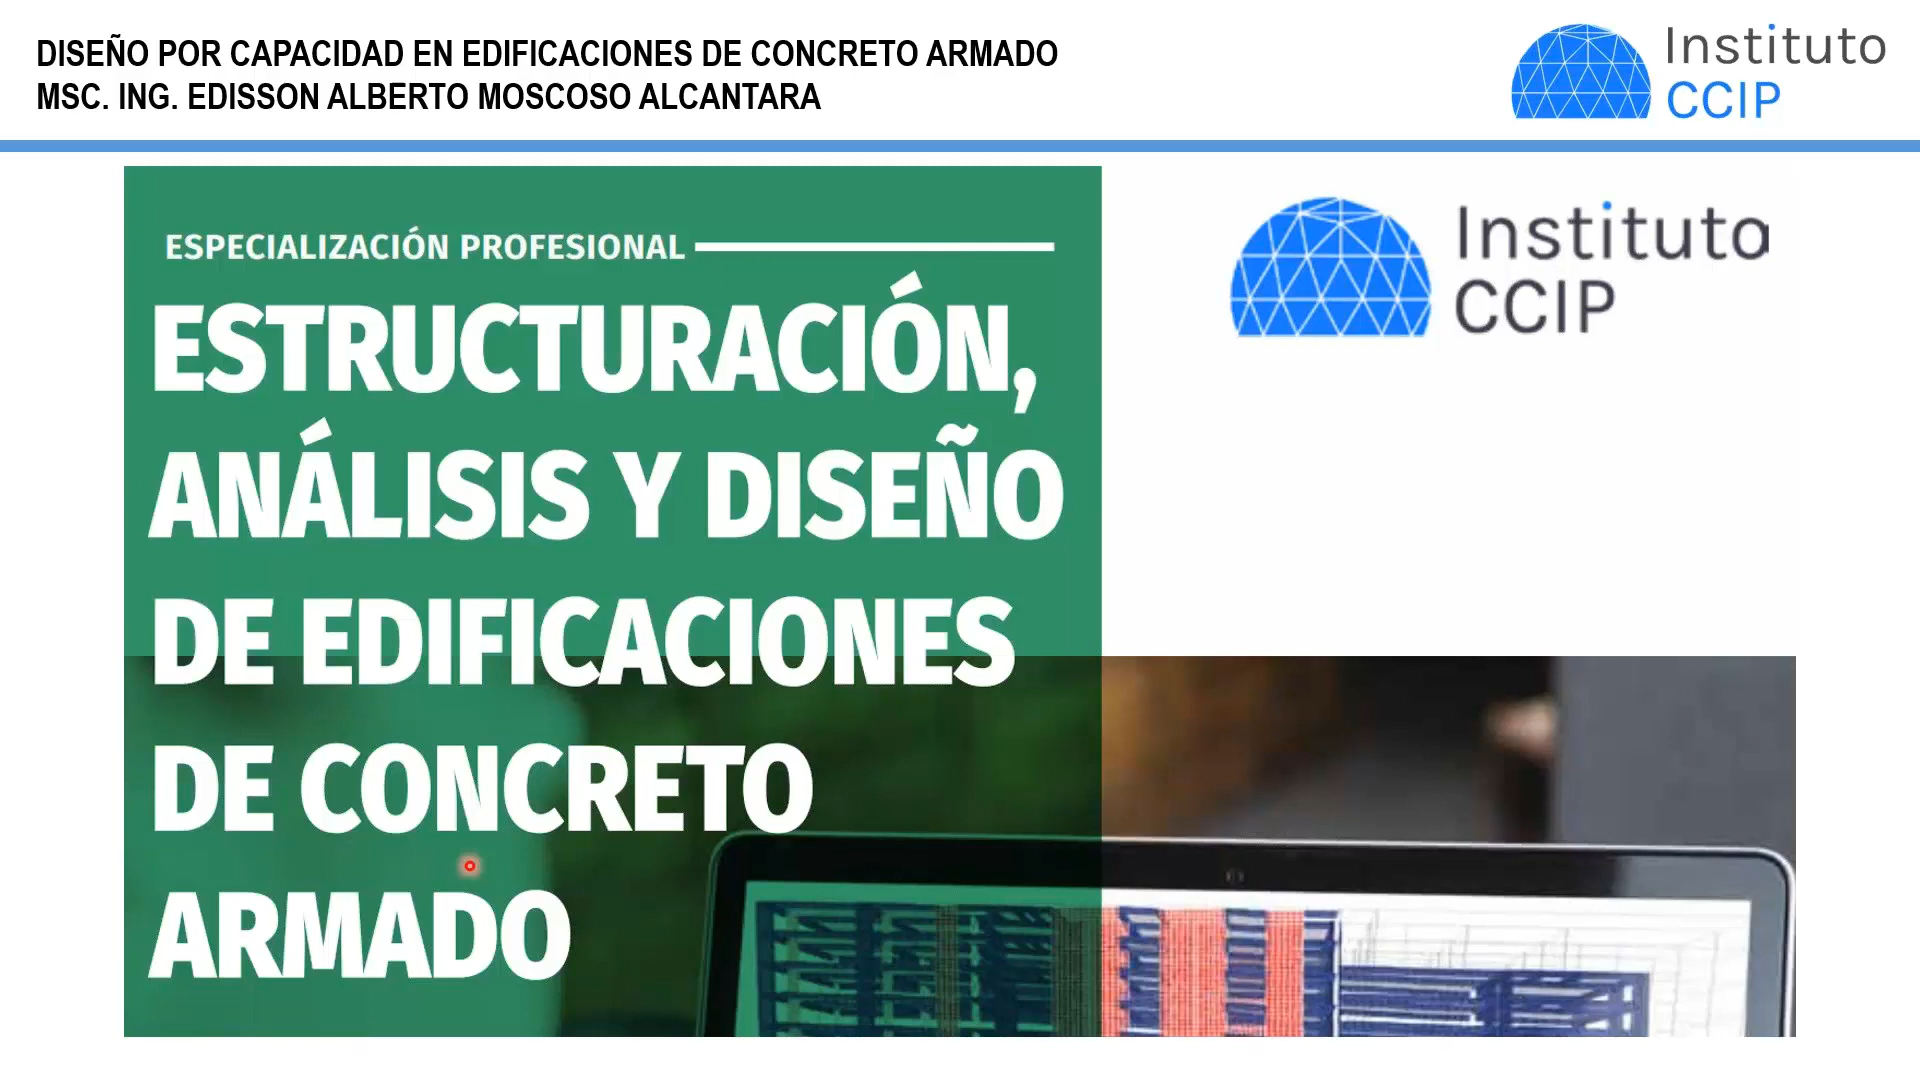 DISEÑO POR CAPACIDAD EN EDIFICACIONES DE CONCRETO ARMADO
MSC. ING. EDISSON ALBERTO MOSCOSO ALCANTARA
Instituto
CCIP
ESPECIALIZACIÓN PROFESIONAL
ESTRUCTURACIÓN,
ANÁLISIS Y DISEÑO
DE EDIFICACIONES
DE CONCRETO
ARMADO
Instituto
CCIP